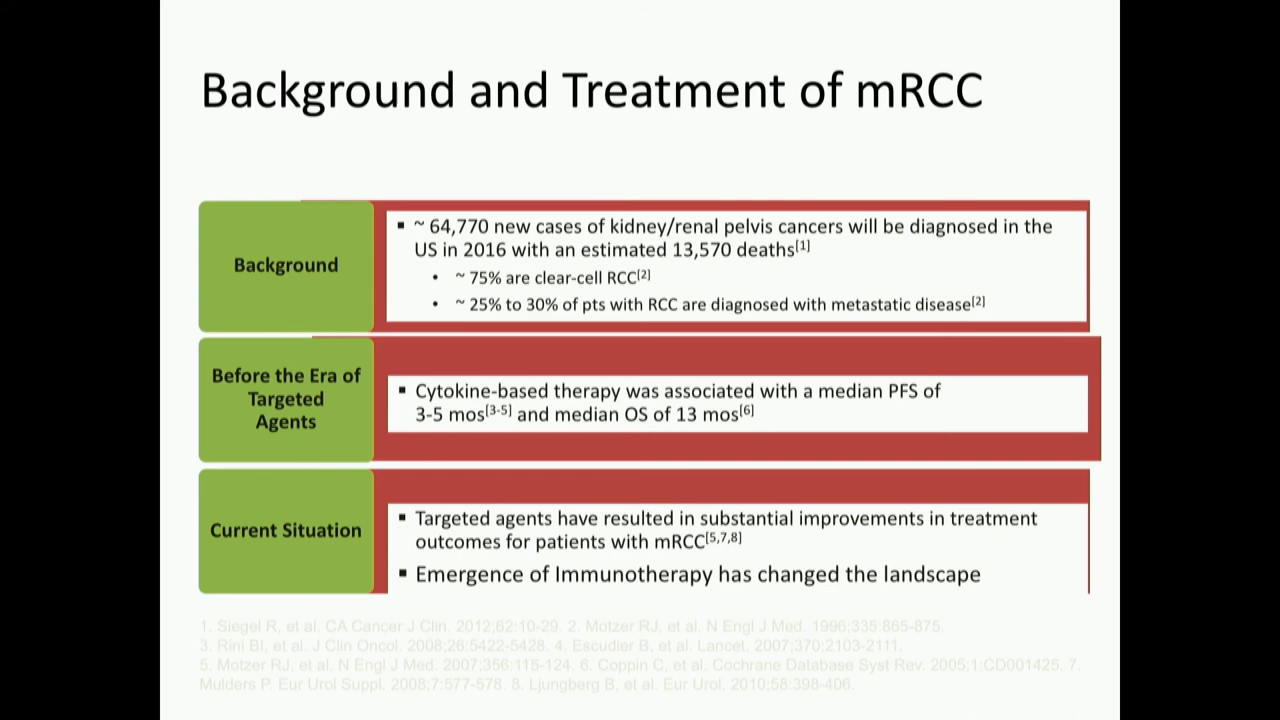 Background and Treatment of mRCC
Background
▪ ~ 64,770 new cases of kidney/renal pelvis cancers will be diagnosed in the
US in 2016 with an estimated 13,570 deaths[1]
• ~ 75% are clear-cell RCC[2]
• ~ 25% to 30% of pts with RCC are diagnosed with metastatic disease[2]
Before the Era of
Targeted
Agents
▪ Cytokine-based therapy was associated with a median PFS of
3-5 mos[3-5] and median OS of 13 mos[6]
Current Situation
▪ Targeted agents have resulted in substantial improvements in treatment
outcomes for patients with mRCC[5,7,8]
▪ Emergence of Immunotherapy has changed the landscape
1. Siegel R, et al. CA Cancer J Clin. 2012;62:10-29. 2. Motzer RJ, et al. N Engl J Med. 1996;335:865-875.
3. Rini BI, et al. J Clin Oncol. 2008;26:5422-5428. 4. Escudier B, et al. Lancet. 2007;370:2103-2111.
5. Motzer RJ, et al. N Engl J Med. 2007;356:115-124. 6. Coppin C, et al. Cochrane Database Syst Rev. 2005;1:CD001425. 7.
Mulders P. Eur Urol Suppl. 2008;7:577-578. 8. Ljungberg B, et al. Eur Urol. 2010;58:398-406.